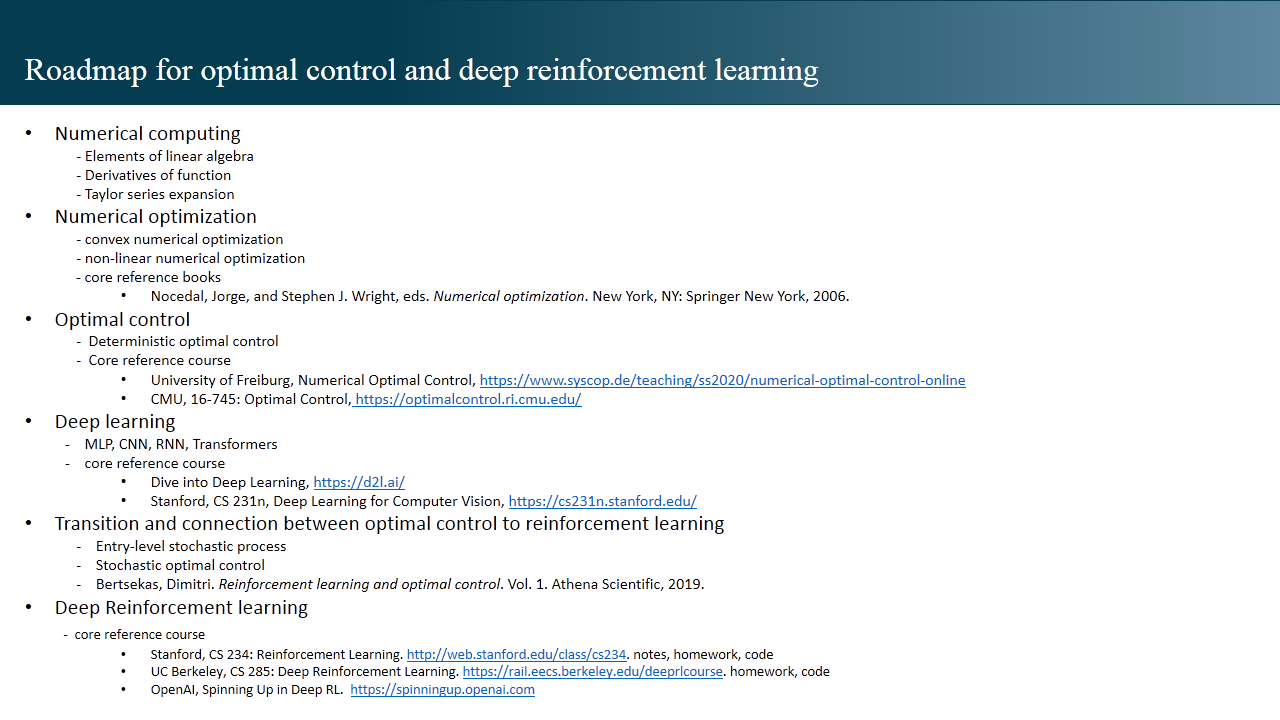 Roadmap for optimal control and deep reinforcement learning
• Numerical computing
- Elements of linear algebra
- Derivatives of function
- Taylor series expansion
• Numerical optimization
- convex numerical optimization
- non-linear numerical optimization
- core reference books
• Nocedal, Jorge, and Stephen J. Wright, eds. Numerical optimization. New York, NY: Springer New York, 2006.
• Optimal control
- Deterministic optimal control
- Core reference course
• University of Freiburg, Numerical Optimal Control, https://www.syscop.de/teaching/ss2020/numerical-optimal-control-online
• CMU, 16-745: Optimal Control, https://optimalcontrol.ri.cmu.edu/
• Deep learning
- MLP, CNN, RNN, Transformers
- core reference course
• Dive into Deep Learning, https://d2l.ai/
• Stanford, CS 231n, Deep Learning for Computer Vision, https://cs231n.stanford.edu/
• Transition and connection between optimal control to reinforcement learning
- Entry-level stochastic process
- Stochastic optimal control
- Bertsekas, Dimitri. Reinforcement learning and optimal control. Vol. 1. Athena Scientific, 2019.
• Deep Reinforcement learning
- core reference course
• Stanford, CS 234: Reinforcement Learning. http://web.stanford.edu/class/cs234. notes, homework, code
• UC Berkeley, CS 285: Deep Reinforcement Learning. https://rail.eecs.berkeley.edu/deeprlcourse. homework, code
• OpenAI, Spinning Up in Deep RL. https://spinningup.openai.com